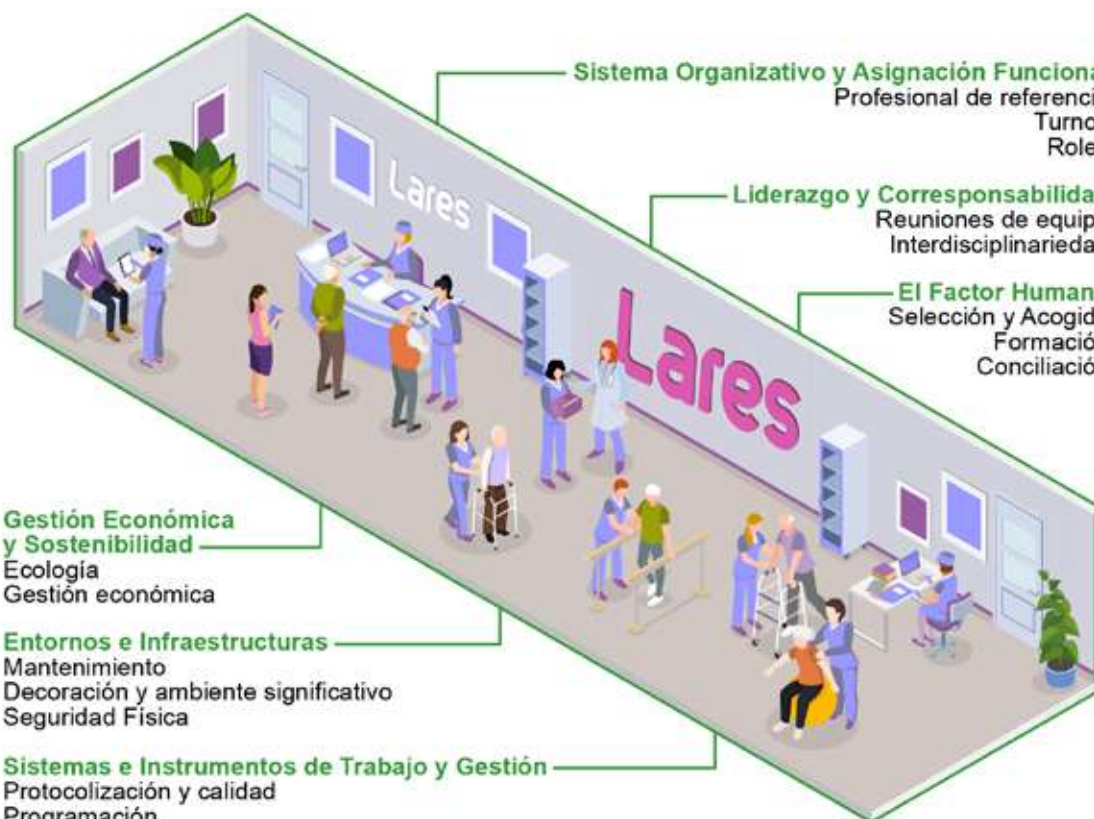 Sistema Organizativo y Asignación Funciona
Profesional de referenci
Turno
Role
Liderazgo y Corresponsabilida
Reuniones de equip
Interdisciplinarieda
El Factor Human
Selección y Acogid
Formació
Conciliació
Lares
Lares
Gestión Económica
y Sostenibilidad
Ecología
Gestión económica
Entornos e Infraestructuras
Mantenimiento
Decoración y ambiente significativo
Seguridad Física
Sistemas e Instrumentos de Trabajo y Gestión
Protocolización y calidad
Programación